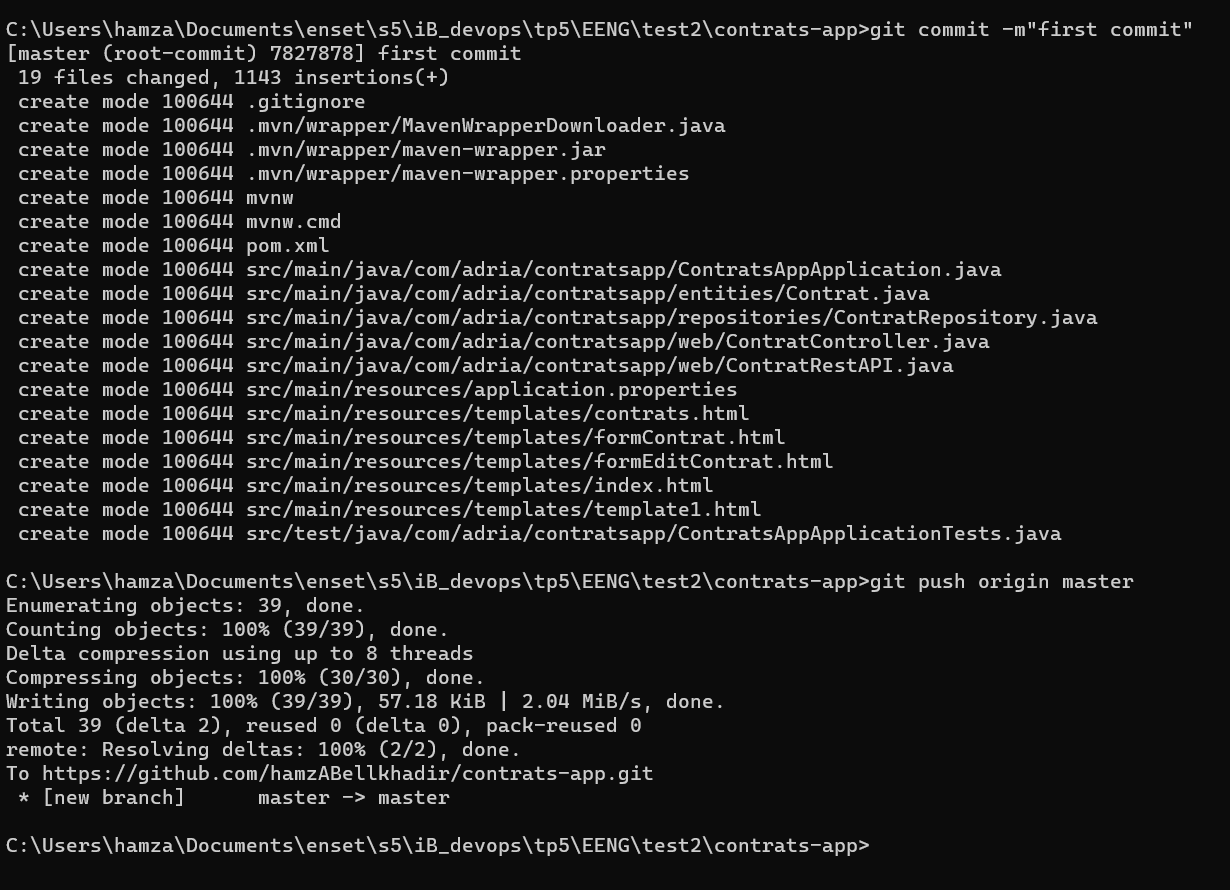 C:\Users\hamza\Documents\enset\s5\iB_devops\tp5\EENG\test2\contrats-app>git commit -m"first commit"
[master (root-commit) 7827878] first commit
 19 files changed, 1143 insertions(+)
 create mode 100644 .gitignore
 create mode 100644 .mvn/wrapper/MavenWrapperDownloader.java
 create mode 100644 .mvn/wrapper/maven-wrapper.jar
 create mode 100644 .mvn/wrapper/maven-wrapper.properties
 create mode 100644 mvnw
 create mode 100644 mvnw.cmd
 create mode 100644 pom.xml
 create mode 100644 src/main/java/com/adria/contratsapp/ContratsAppApplication.java
 create mode 100644 src/main/java/com/adria/contratsapp/entities/Contrat.java
 create mode 100644 src/main/java/com/adria/contratsapp/repositories/ContratRepository.java
 create mode 100644 src/main/java/com/adria/contratsapp/web/ContratController.java
 create mode 100644 src/main/java/com/adria/contratsapp/web/ContratRestAPI.java
 create mode 100644 src/main/resources/application.properties
 create mode 100644 src/main/resources/templates/contrats.html
 create mode 100644 src/main/resources/templates/formContrat.html
 create mode 100644 src/main/resources/templates/formEditContrat.html
 create mode 100644 src/main/resources/templates/index.html
 create mode 100644 src/main/resources/templates/template1.html
 create mode 100644 src/test/java/com/adria/contratsapp/ContratsAppApplicationTests.java
C:\Users\hamza\Documents\enset\s5\iB_devops\tp5\EENG\test2\contrats-app>git push origin master
Enumerating objects: 39, done.
Counting objects: 100% (39/39), done.
Delta compression using up to 8 threads
Compressing objects: 100% (30/30), done.
Writing objects: 100% (39/39), 57.18 KiB | 2.04 MiB/s, done.
Total 39 (delta 2), reused 0 (delta 0), pack-reused 0
remote: Resolving deltas: 100% (2/2), done.
To https://github.com/hamzABellkhadir/contrats-app.git
 * [new branch]      master -> master
C:\Users\hamza\Documents\enset\s5\iB_devops\tp5\EENG\test2\contrats-app>